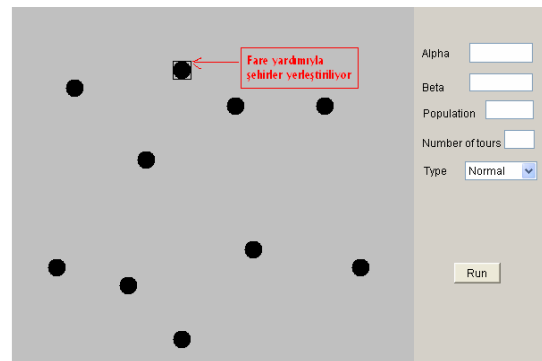 Fare yardımıyla
şehirler yerleştiriliyor
Alpha
Beta
Population
Number of tours
Type Normal
Run